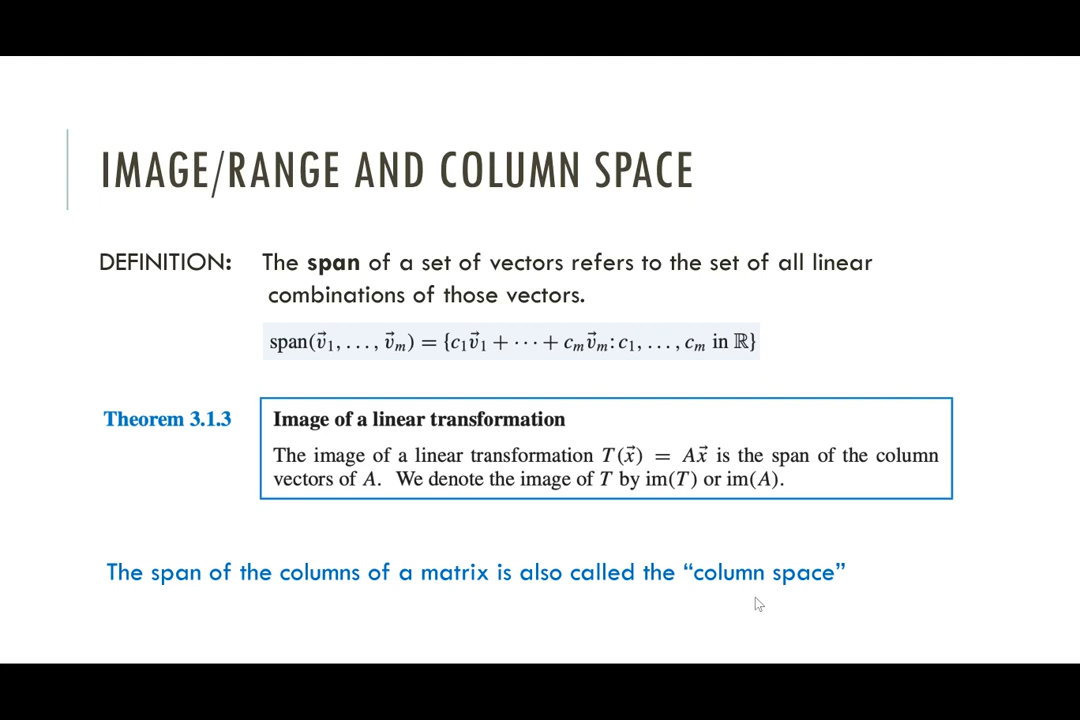 IMAGE/RANGE AND COLUMN SPACE
DEFINITION: The span of a set of vectors refers to the set of all linear
combinations of those vectors.
span(v⃗₁, . . . , v⃗ₘ) = {c₁v⃗₁ + · · · + cₘv⃗ₘ: c₁, . . . , cₘ in ℝ}
Theorem 3.1.3 Image of a linear transformation
The image of a linear transformation T(x⃗) = Ax⃗ is the span of the column
vectors of A. We denote the image of T by im(T) or im(A).
The span of the columns of a matrix is also called the “column space”